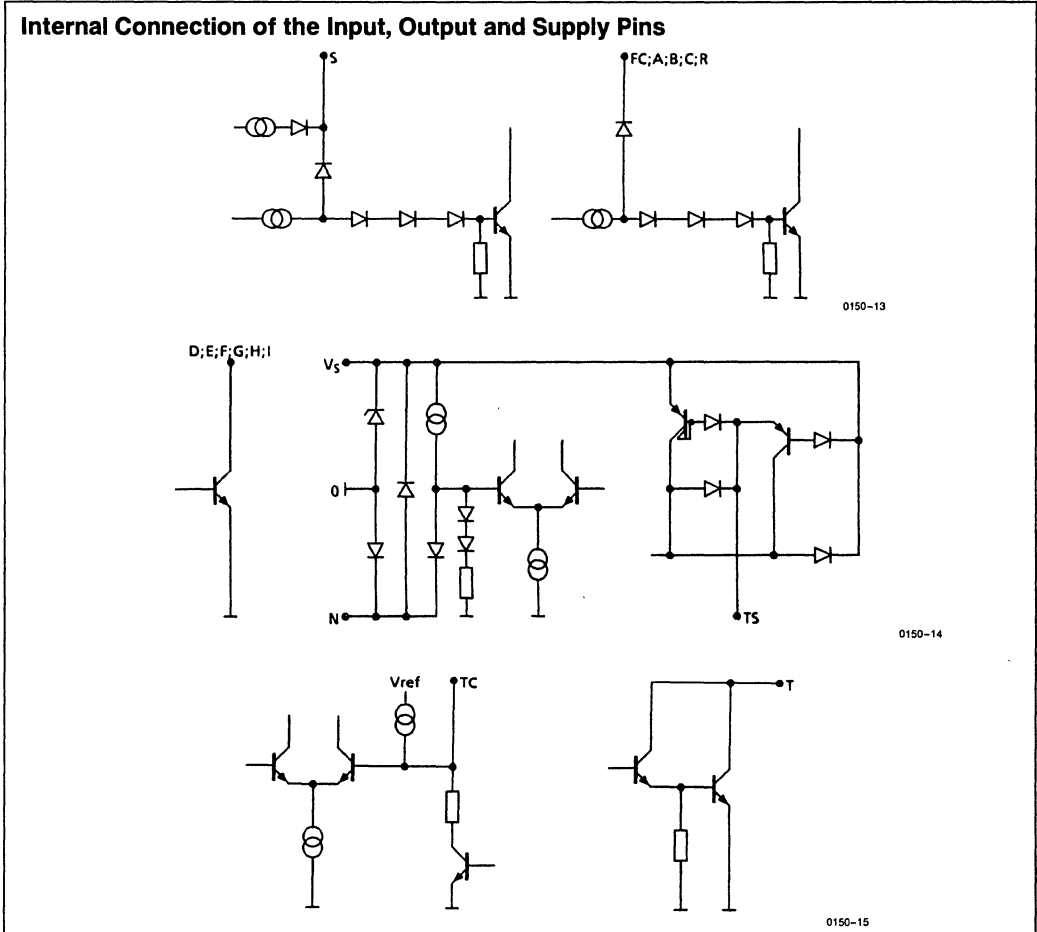 Internal Connection of the Input, Output and Supply Pins
S
FC;A;B;C;R
0150–13
D;E;F;G;H;I
VS
0
N
TS
0150–14
Vref
TC
T
0150–15